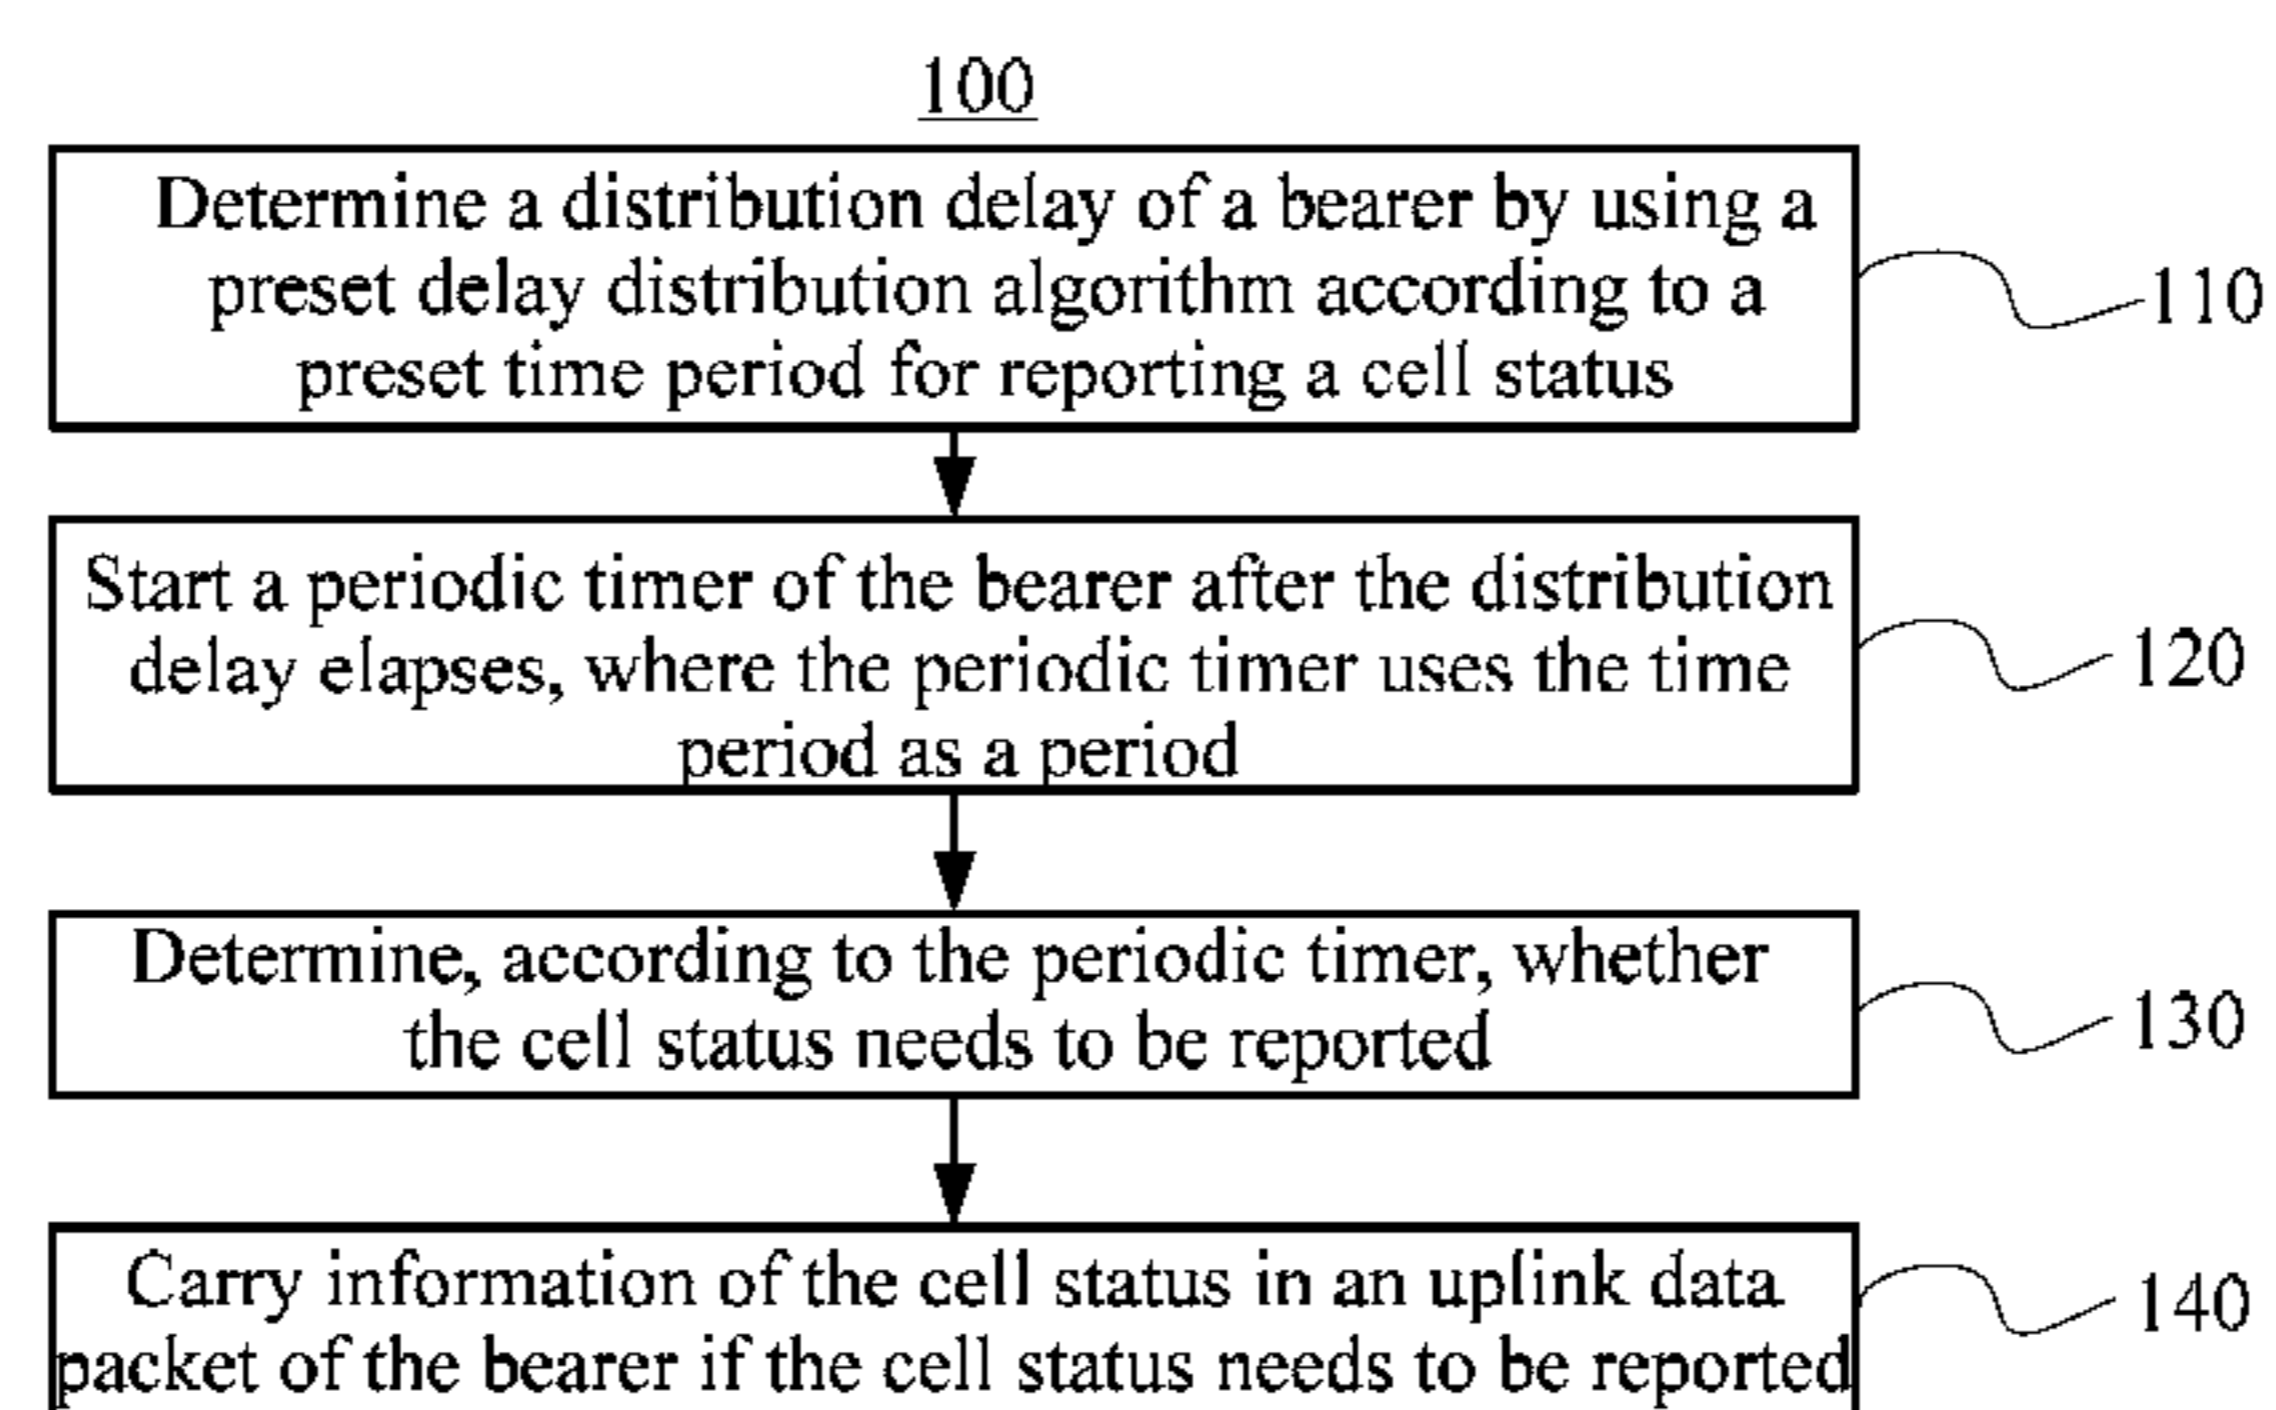 100
Determine a distribution delay of a bearer by using a
preset delay distribution algorithm according to a
preset time period for reporting a cell status
110
Start a periodic timer of the bearer after the distribution
delay elapses, where the periodic timer uses the time
period as a period
120
Determine, according to the periodic timer, whether
the cell status needs to be reported
130
Carry information of the cell status in an uplink data
packet of the bearer if the cell status needs to be reported
140